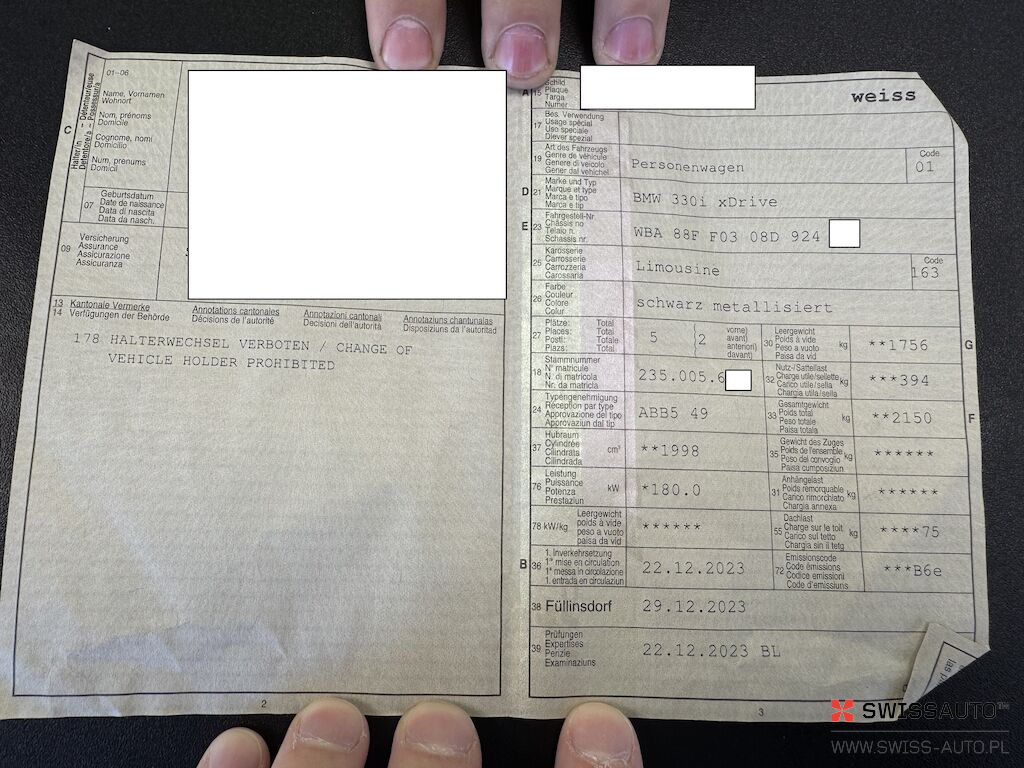 C
Halter/in – Détenteur/euse
Detentore/a – Possessur/a
01–06
Name, Vornamen
Wohnort
Nom, prénoms
Domicile
Cognome, nomi
Domicilio
Num, prenums
Domicil
07
Geburtsdatum
Date de naissance
Data di nascita
Data da nasch.
09
Versicherung
Assurance
Assicurazione
Assicuranza
13 Kantonale Vermerke Annotations cantonales Annotazioni cantonali Annotaziuns chantunalas
14 Verfügungen der Behörde Décisions de l'autorité Decisioni dell'autorità Disposiziuns da l'autoritad
178 HALTERWECHSEL VERBOTEN / CHANGE OF
VEHICLE HOLDER PROHIBITED
2
A
15
Schild
Plaque
Targa
Numer
weiss
17
Bes. Verwendung
Usage spécial
Uso speciale
Diever spezial
19
Art des Fahrzeugs
Genre de véhicule
Genere di veicolo
Gener dal vehichel
Personenwagen
Code
01
D
21
Marke und Typ
Marque et type
Marca e tipo
Marca e tip
BMW 330i xDrive
E
23
Fahrgestell-Nr.
Châssis no
Telaio n.
Schassis nr.
WBA 88F F03 08D 924
25
Karosserie
Carrosserie
Carrozzeria
Carossaria
Limousine
Code
163
26
Farbe
Couleur
Colore
Colur
schwarz metallisiert
27
Plätze: Total
Places: Total
Posti: Totale
Plazs: Total
5
2
vorne)
avant)
anteriori)
davant)
30
Leergewicht
Poids à vide
Peso a vuoto
Paisa da vid
kg
**1756
G
18
Stammnummer
N° matricule
N. di matricola
Nr. da matricla
235.005.6
32
Nutz-/Sattellast
Charge utile/sellette
Carico utile/sella
Chargia utila/sella
kg
***394
24
Typengenehmigung
Réception par type
Approvazione del tipo
Approvaziun dal tip
ABB5 49
33
Gesamtgewicht
Poids total
Peso totale
Paisa totala
kg
**2150
F
37
Hubraum
Cylindrée
Cilindrata
Cilindrada
cm³
**1998
35
Gewicht des Zuges
Poids de l'ensemble
Peso del convoglio
Paisa cumposiziun
kg
******
76
Leistung
Puissance
Potenza
Prestaziun
kW
*180.0
31
Anhängelast
Poids remorquable
Carico rimorchiato
Chargia annexa
kg
******
78 kW/kg
Leergewicht
poids à vide
peso a vuoto
paisa da vid
******
55
Dachlast
Charge sur le toit
Carico sul tetto
Chargia sin il tetg
kg
****75
B
36
1. Inverkehrsetzung
1re mise en circulation
1a messa in circolazione
1. entrada en circulaziun
22.12.2023
72
Emissionscode
Code émissions
Codice emissioni
Code d'emissiuns
***B6e
38 Füllinsdorf 29.12.2023
39
Prüfungen
Expertises
Perizie
Examinaziuns
22.12.2023 BL
3
SWISSAUTO™
WWW.SWISS-AUTO.PL